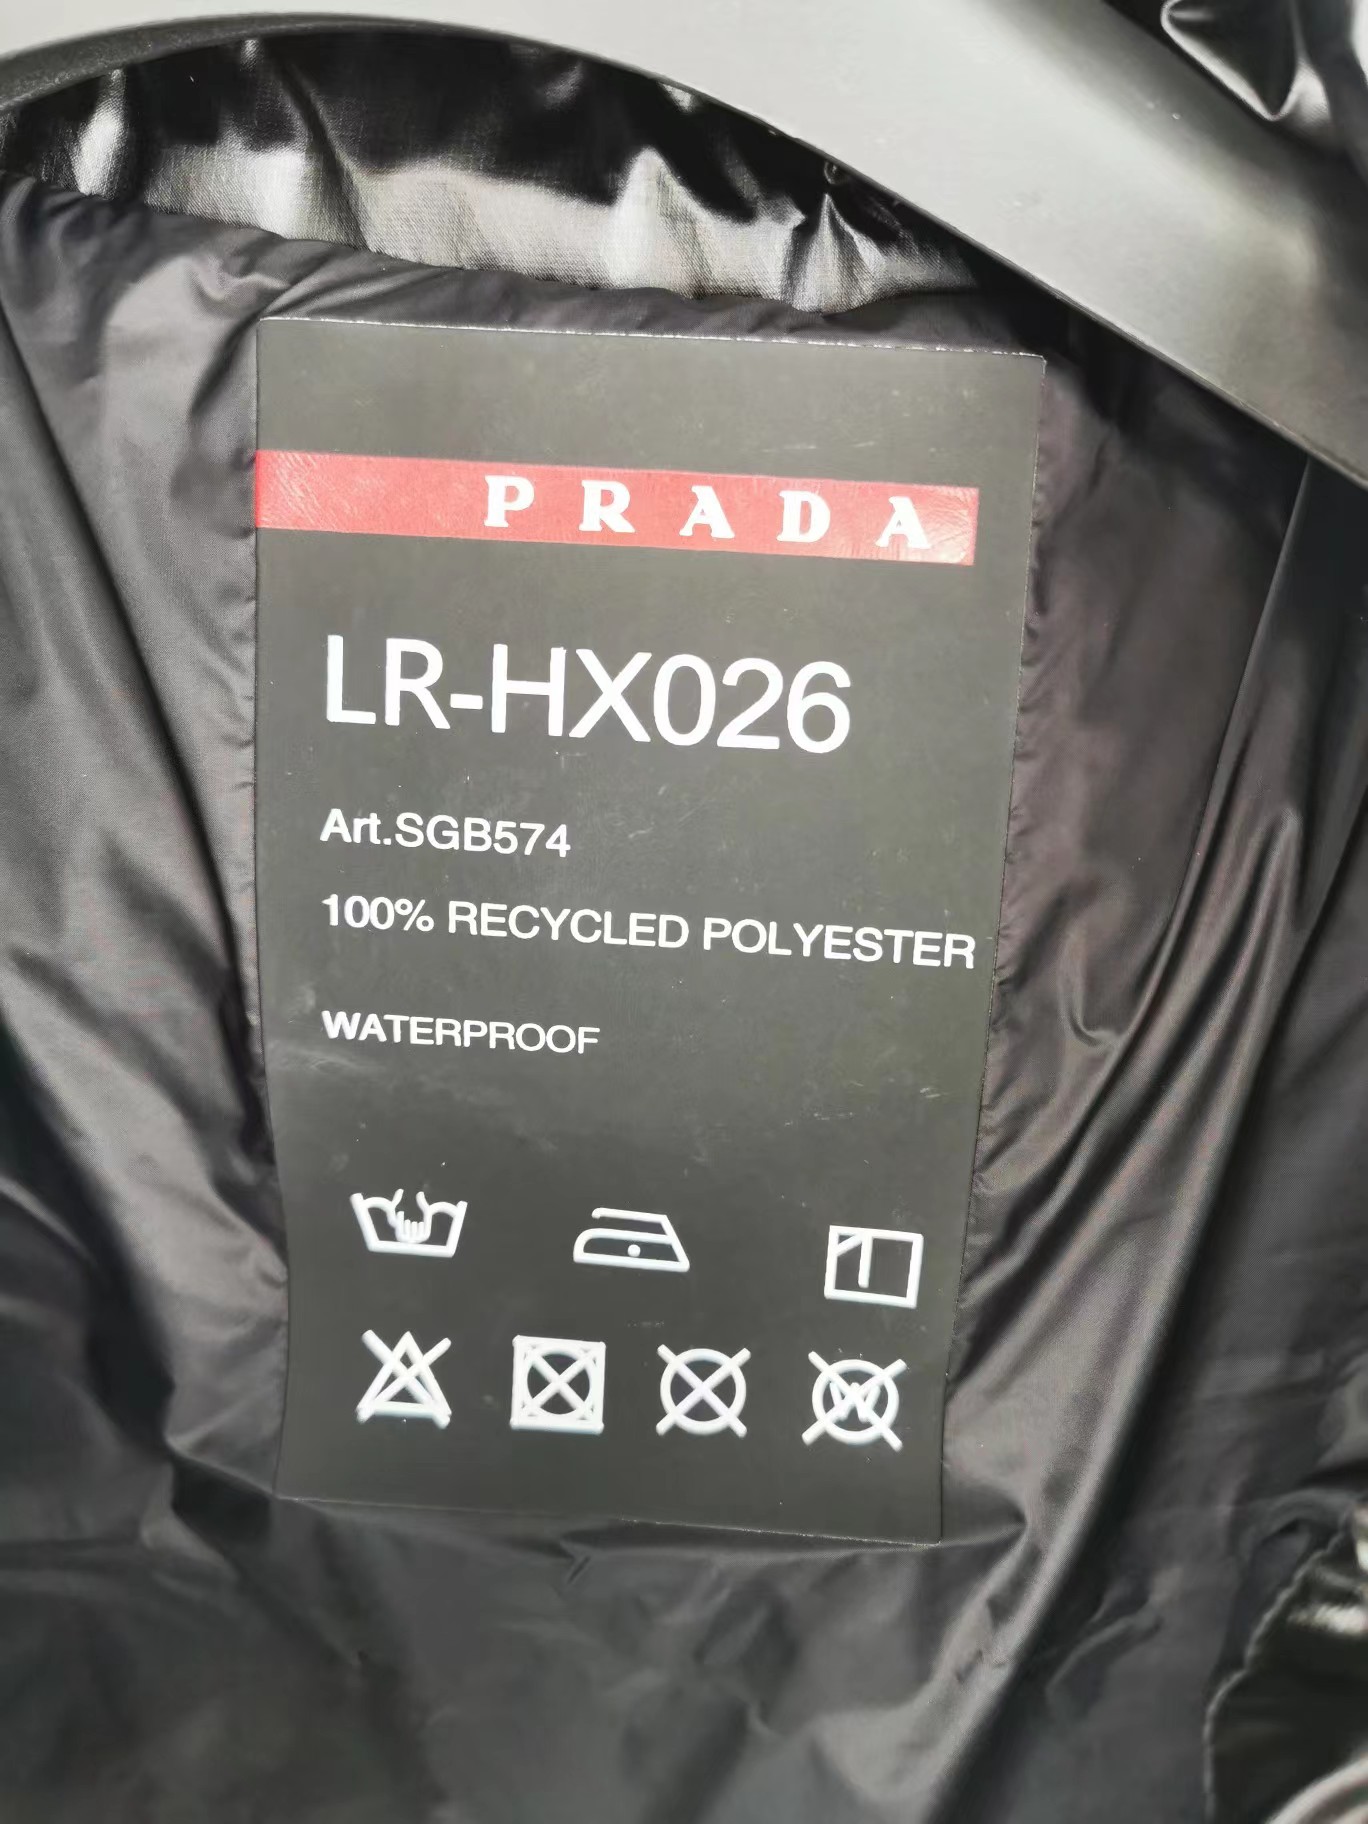 PRADA
LR-HX026
Art.SGB574
100% RECYCLED POLYESTER
WATERPROOF
W